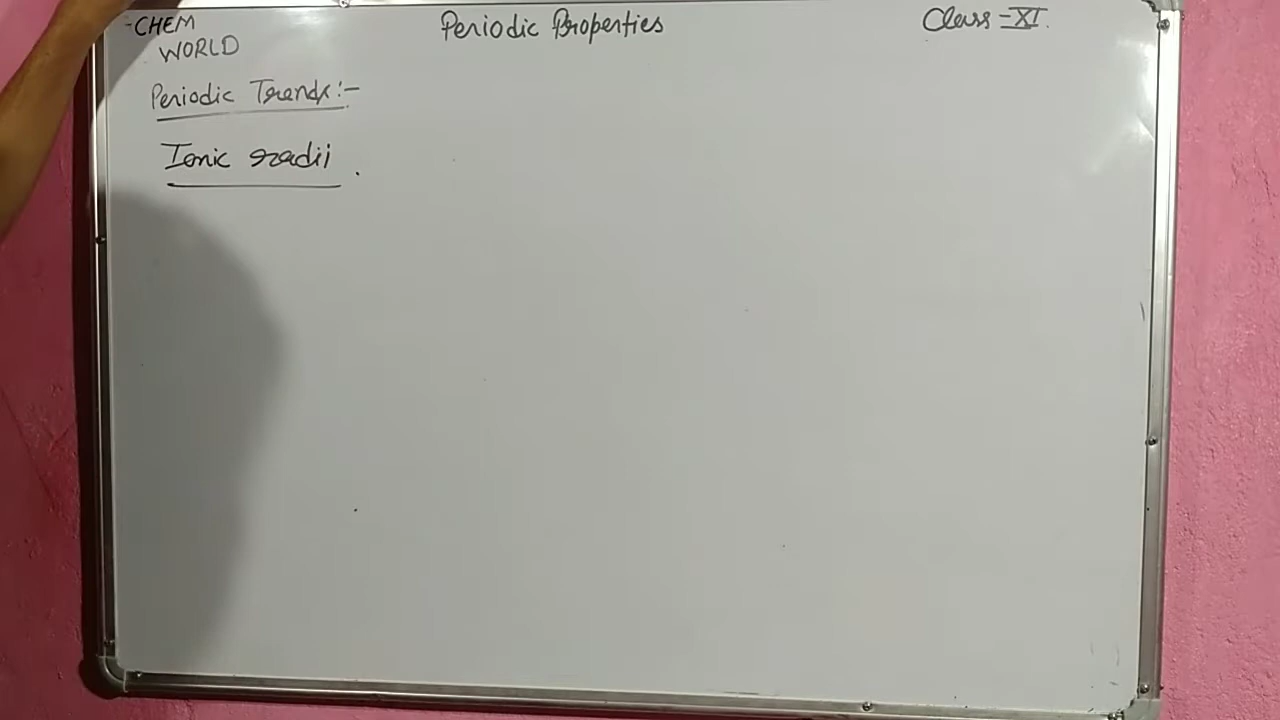 -CHEM WORLD
Periodic Properties
Class-XI.
Periodic Trends:-
Ionic radii.